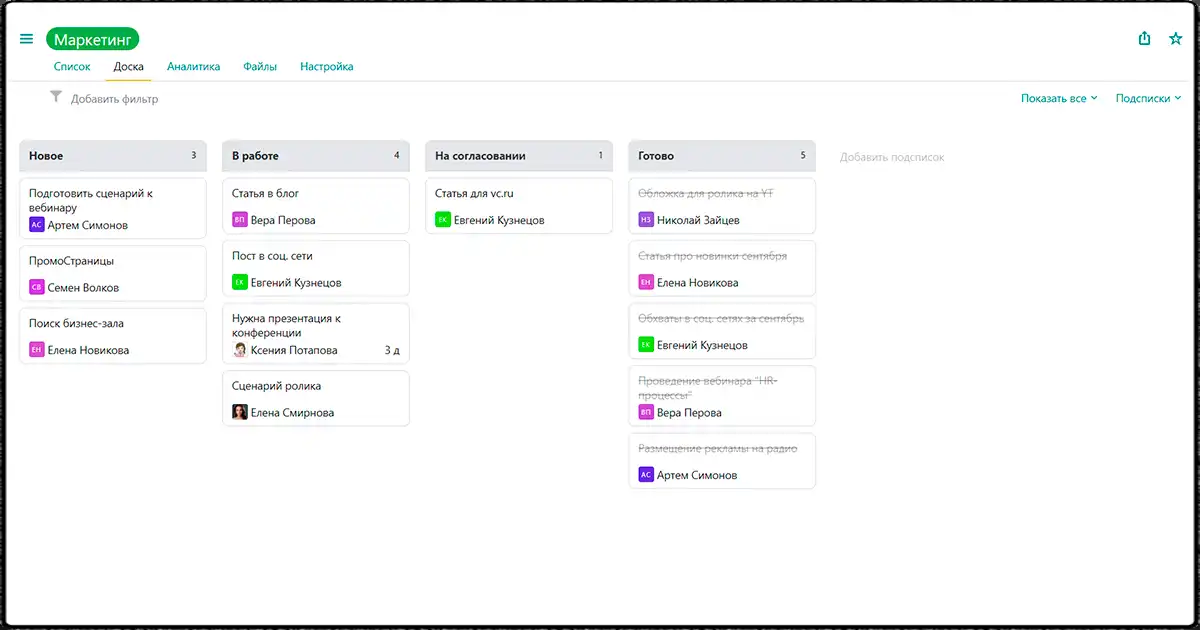 Маркетинг
Список Доска Аналитика Файлы Настройка
Добавить фильтр Показать все Подписки
Новое 3
Подготовить сценарий к
вебинару
АС Артем Симонов
ПромоСтраницы
СВ Семен Волков
Поиск бизнес-зала
ЕН Елена Новикова
В работе 4
Статья в блог
ВП Вера Перова
Пост в соц. сети
ЕК Евгений Кузнецов
Нужна презентация к
конференции
Ксения Потапова 3 д
Сценарий ролика
Елена Смирнова
На согласовании 1
Статья для vc.ru
ЕК Евгений Кузнецов
Готово 5
Обложка для ролика на YT
НЗ Николай Зайцев
Статья про новинки сентября
ЕН Елена Новикова
Обхваты в соц. сетях за сентябрь
ЕК Евгений Кузнецов
Проведение вебинара "HR-
процессы"
ВП Вера Перова
Размещение рекламы на радио
АС Артем Симонов
Добавить подсписок